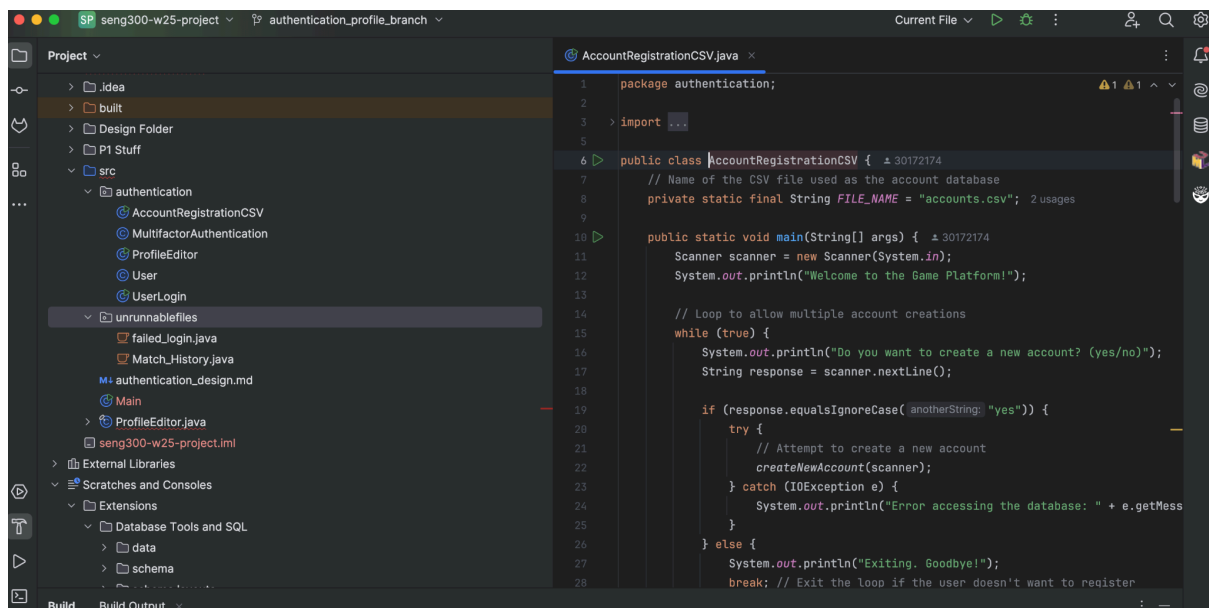 SP seng300-w25-project authentication_profile_branch Current File
Project
.idea
built
Design Folder
P1 Stuff
src
authentication
AccountRegistrationCSV
MultifactorAuthentication
ProfileEditor
User
UserLogin
unrunnablefiles
failed_login.java
Match_History.java
M↓ authentication_design.md
Main
ProfileEditor.java
seng300-w25-project.iml
External Libraries
Scratches and Consoles
Extensions
Database Tools and SQL
data
schema
AccountRegistrationCSV.java
1 package authentication; 1 1
2
3 import ...
5
6 public class AccountRegistrationCSV { 30172174
7 // Name of the CSV file used as the account database
8 private static final String FILE_NAME = "accounts.csv"; 2 usages
9
10 public static void main(String[] args) { 30172174
11 Scanner scanner = new Scanner(System.in);
12 System.out.println("Welcome to the Game Platform!");
13
14 // Loop to allow multiple account creations
15 while (true) {
16 System.out.println("Do you want to create a new account? (yes/no)");
17 String response = scanner.nextLine();
18
19 if (response.equalsIgnoreCase( anotherString: "yes")) {
20 try {
21 // Attempt to create a new account
22 createNewAccount(scanner);
23 } catch (IOException e) {
24 System.out.println("Error accessing the database: " + e.getMess
25 }
26 } else {
27 System.out.println("Exiting. Goodbye!");
28 break; // Exit the loop if the user doesn't want to register
Build Build Output